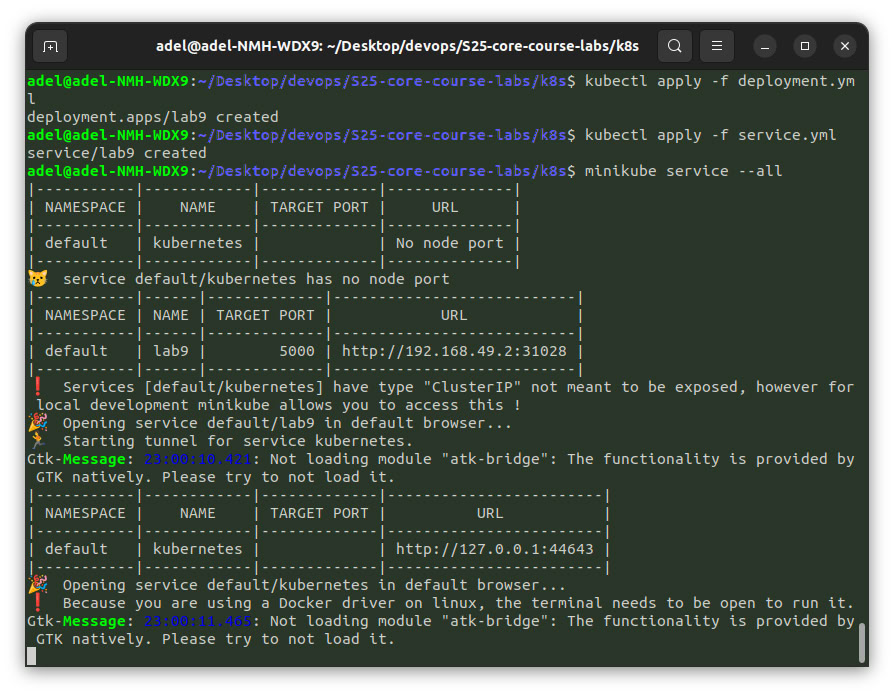 adel@adel-NMH-WDX9: ~/Desktop/devops/S25-core-course-labs/k8s
adel@adel-NMH-WDX9:~/Desktop/devops/S25-core-course-labs/k8s$ kubectl apply -f deployment.ym
l
deployment.apps/lab9 created
adel@adel-NMH-WDX9:~/Desktop/devops/S25-core-course-labs/k8s$ kubectl apply -f service.yml
service/lab9 created
adel@adel-NMH-WDX9:~/Desktop/devops/S25-core-course-labs/k8s$ minikube service --all
|-----------|------------|-------------|--------------|
| NAMESPACE |    NAME    | TARGET PORT |     URL      |
|-----------|------------|-------------|--------------|
| default   | kubernetes |             | No node port |
|-----------|------------|-------------|--------------|
😿  service default/kubernetes has no node port
|-----------|------|-------------|---------------------------|
| NAMESPACE | NAME | TARGET PORT |            URL            |
|-----------|------|-------------|---------------------------|
| default   | lab9 |        5000 | http://192.168.49.2:31028 |
|-----------|------|-------------|---------------------------|
❗  Services [default/kubernetes] have type "ClusterIP" not meant to be exposed, however for
 local development minikube allows you to access this !
🎉  Opening service default/lab9 in default browser...
🏃  Starting tunnel for service kubernetes.
Gtk-Message: 23:00:10.421: Not loading module "atk-bridge": The functionality is provided by
 GTK natively. Please try to not load it.
|-----------|------------|-------------|------------------------|
| NAMESPACE |    NAME    | TARGET PORT |          URL           |
|-----------|------------|-------------|------------------------|
| default   | kubernetes |             | http://127.0.0.1:44643 |
|-----------|------------|-------------|------------------------|
🎉  Opening service default/kubernetes in default browser...
❗  Because you are using a Docker driver on linux, the terminal needs to be open to run it.
Gtk-Message: 23:00:11.465: Not loading module "atk-bridge": The functionality is provided by
 GTK natively. Please try to not load it.